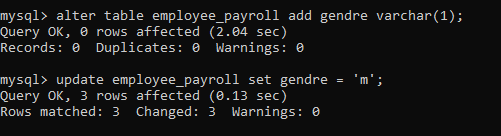 mysql> alter table employee_payroll add gendre varchar(1);
Query OK, 0 rows affected (2.04 sec)
Records: 0  Duplicates: 0  Warnings: 0
mysql> update employee_payroll set gendre = 'm';
Query OK, 3 rows affected (0.13 sec)
Rows matched: 3  Changed: 3  Warnings: 0